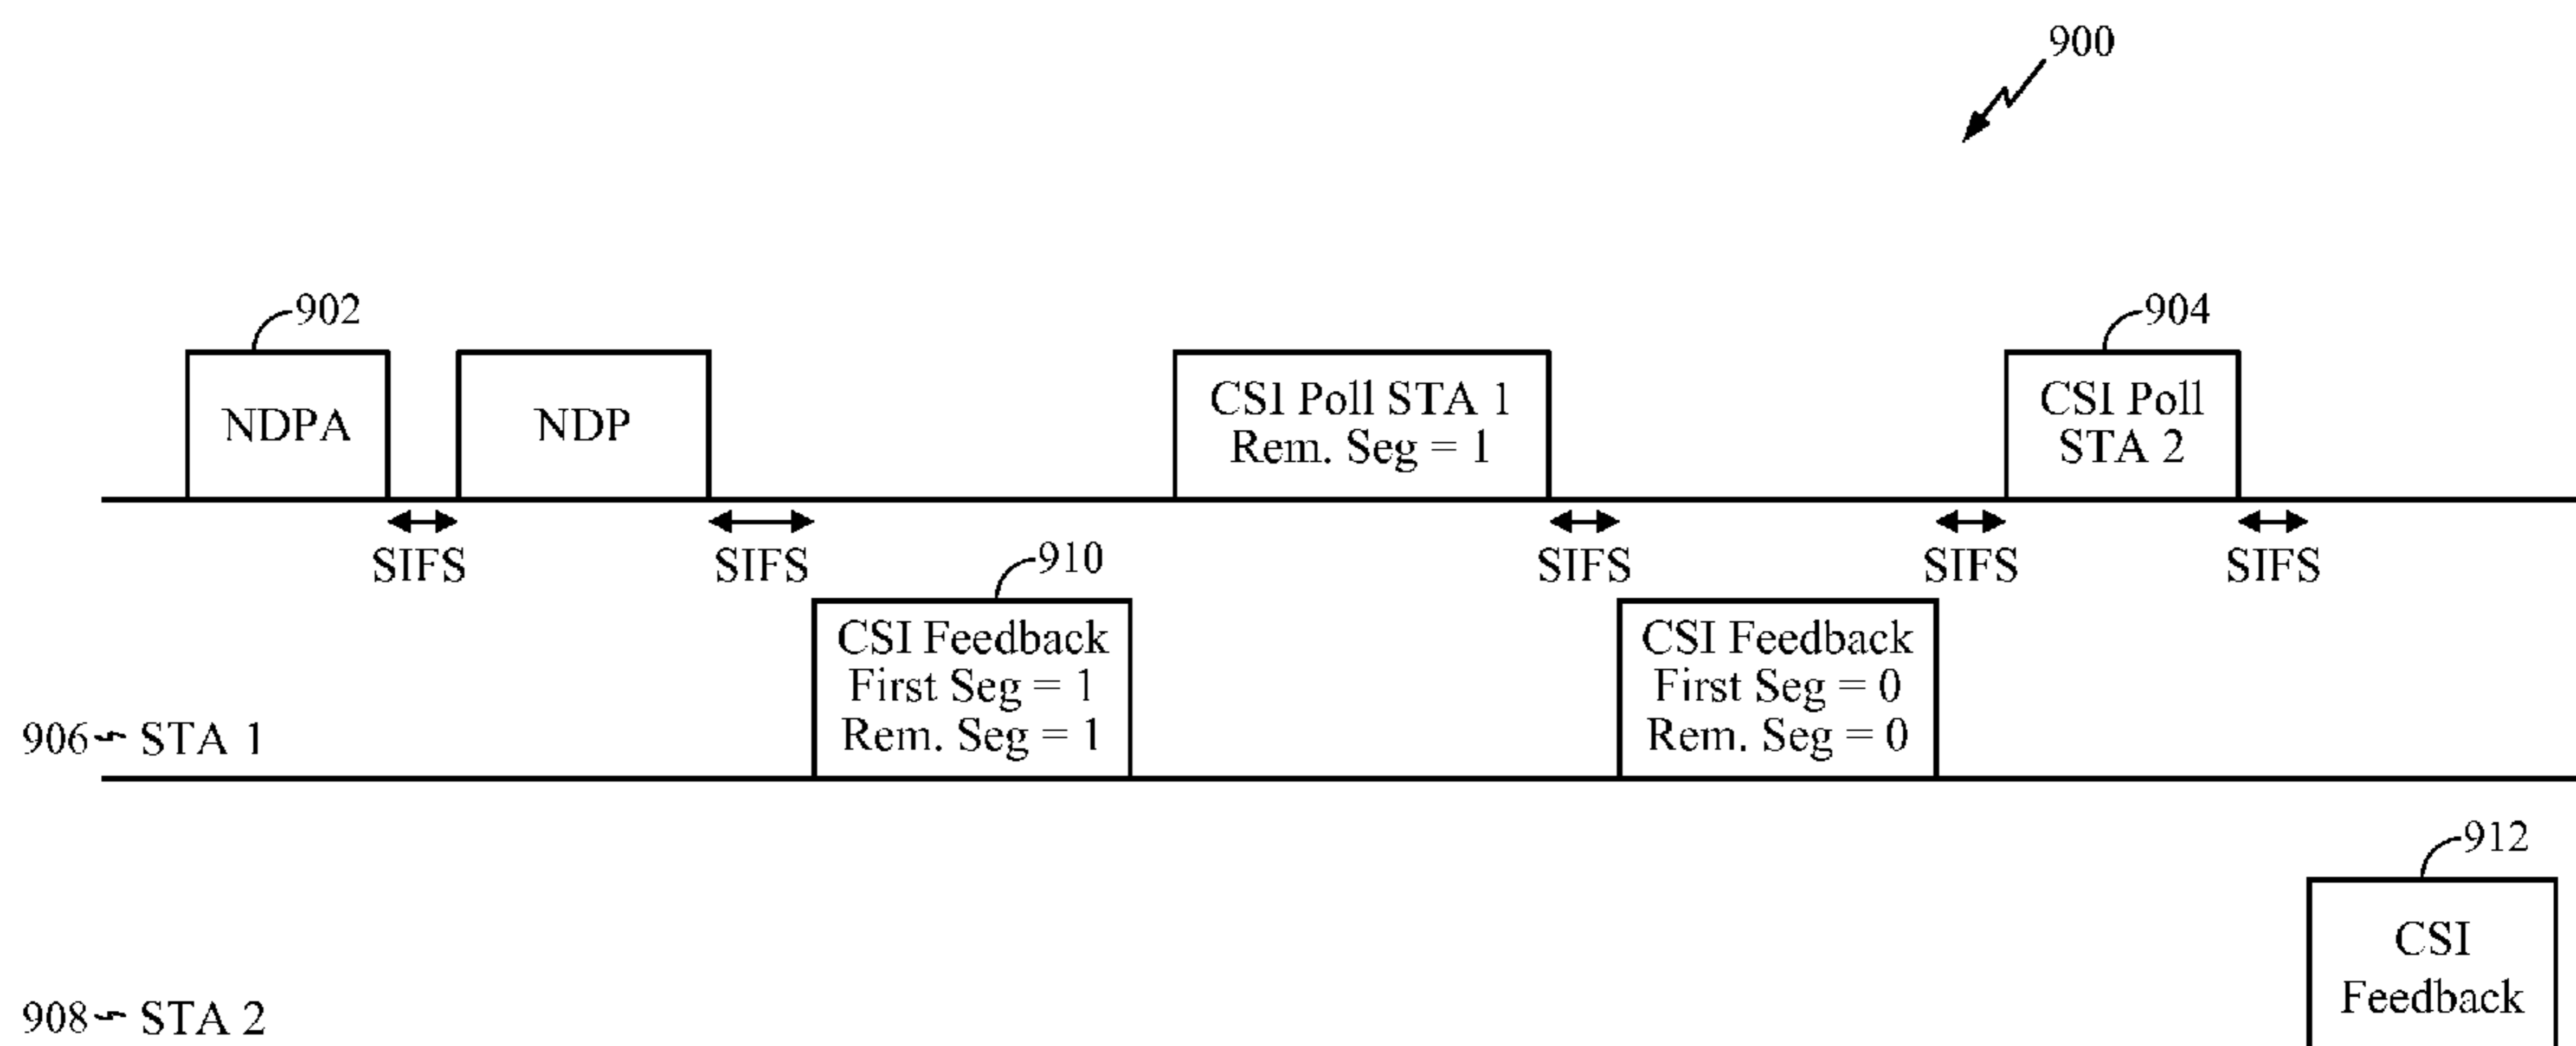 900
902
904
NDPA
NDP
CSI Poll STA 1
Rem. Seg = 1
CSI Poll
STA 2
SIFS
SIFS
SIFS
SIFS
SIFS
910
CSI Feedback
First Seg = 1
Rem. Seg = 1
CSI Feedback
First Seg = 0
Rem. Seg = 0
906 STA 1
912
CSI
Feedback
908 STA 2